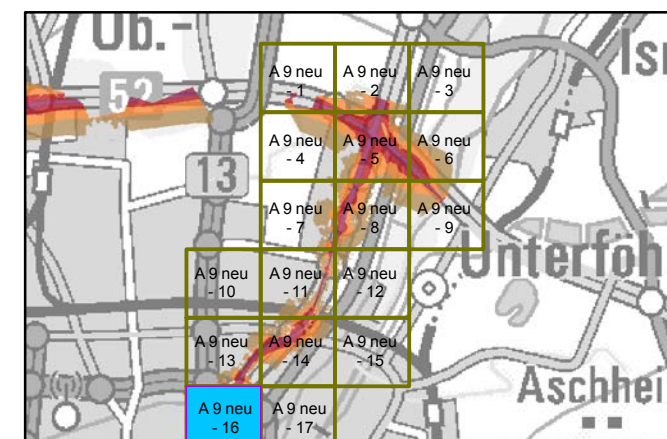 Ob.-
Isr
52
A 9 neu
- 1
A 9 neu
- 2
A 9 neu
- 3
A 9 neu
- 4
A 9 neu
- 5
A 9 neu
- 6
13
A 9 neu
- 7
A 9 neu
- 8
A 9 neu
- 9
Unterföh
A 9 neu
- 10
A 9 neu
- 11
A 9 neu
- 12
A 9 neu
- 13
A 9 neu
- 14
A 9 neu
- 15
Aschhei
A 9 neu
- 16
A 9 neu
- 17